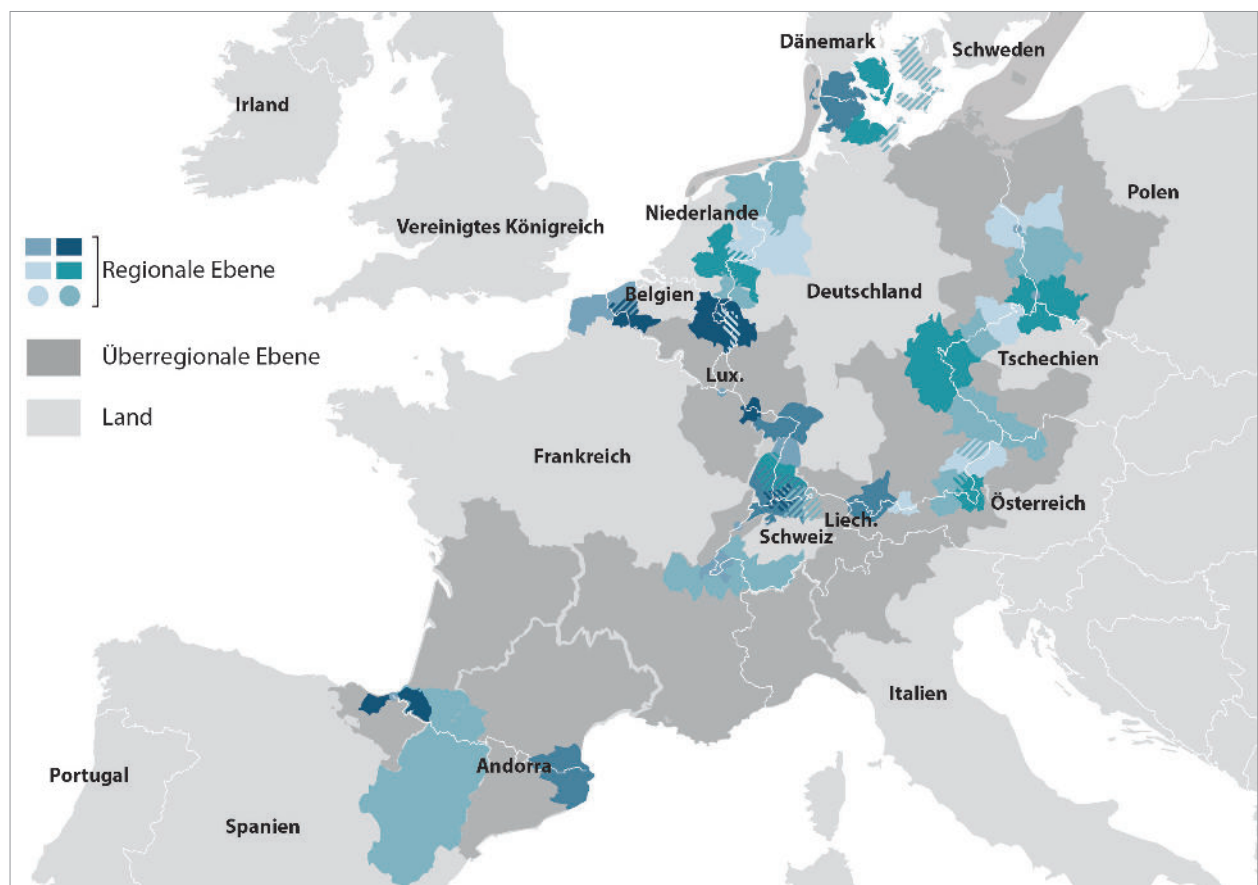 Dänemark
Schweden
Irland
Polen
Niederlande
Vereinigtes Königreich
Regionale Ebene
Belgien
Deutschland
Überregionale Ebene
Tschechien
Lux.
Land
Frankreich
Österreich
Liech.
Schweiz
Italien
Andorra
Portugal
Spanien